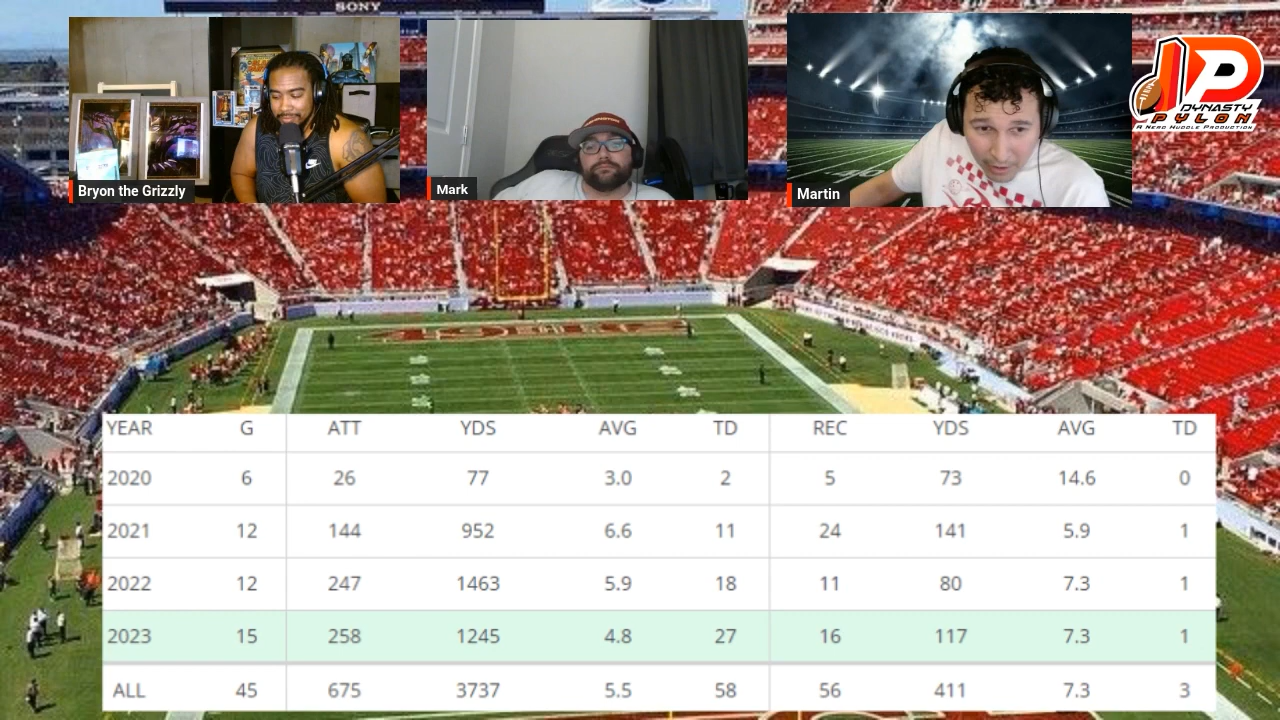 SONY
Bryon the Grizzly
Mark
Martin
DYNASTY
PYLON
A NERD HUDDLE PRODUCTION
YEAR G ATT YDS AVG TD REC YDS AVG TD
2020 6 26 77 3.0 2 5 73 14.6 0
2021 12 144 952 6.6 11 24 141 5.9 1
2022 12 247 1463 5.9 18 11 80 7.3 1
2023 15 258 1245 4.8 27 16 117 7.3 1
ALL 45 675 3737 5.5 58 56 411 7.3 3